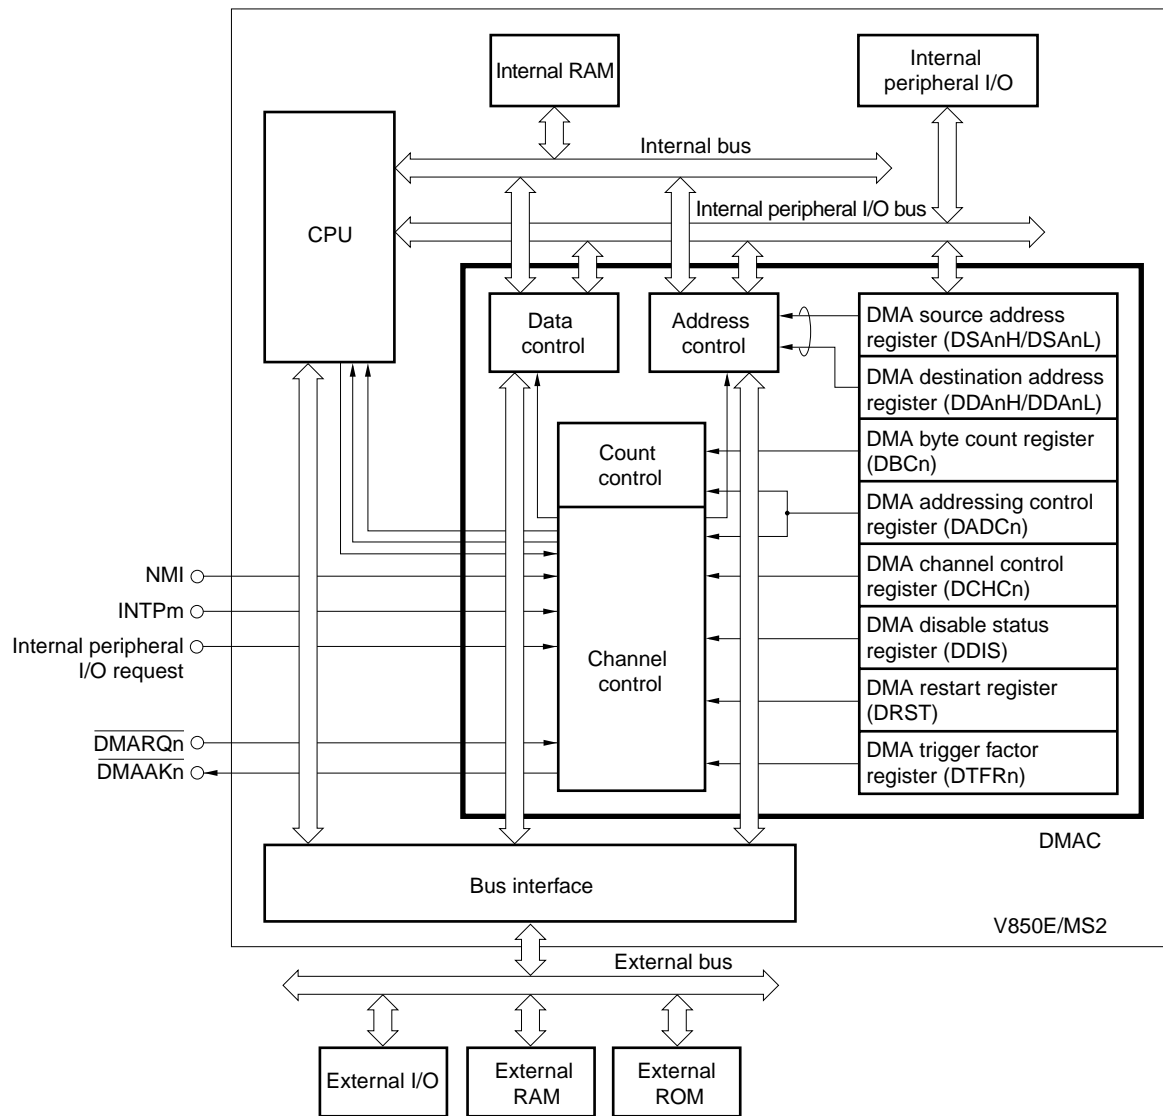 Internal RAM
Internal
peripheral I/O
Internal bus
CPU
Internal peripheral I/O bus
Data
control
Address
control
DMA source address
register (DSAnH/DSAnL)
DMA destination address
register (DDAnH/DDAnL)
Count
control
DMA byte count register
(DBCn)
DMA addressing control
register (DADCn)
NMI
DMA channel control
register (DCHCn)
INTPm
Internal peripheral
I/O request
Channel
control
DMA disable status
register (DDIS)
DMA restart register
(DRST)
DMARQn
DMAAKn
DMA trigger factor
register (DTFRn)
DMAC
Bus interface
V850E/MS2
External bus
External I/O
External
RAM
External
ROM